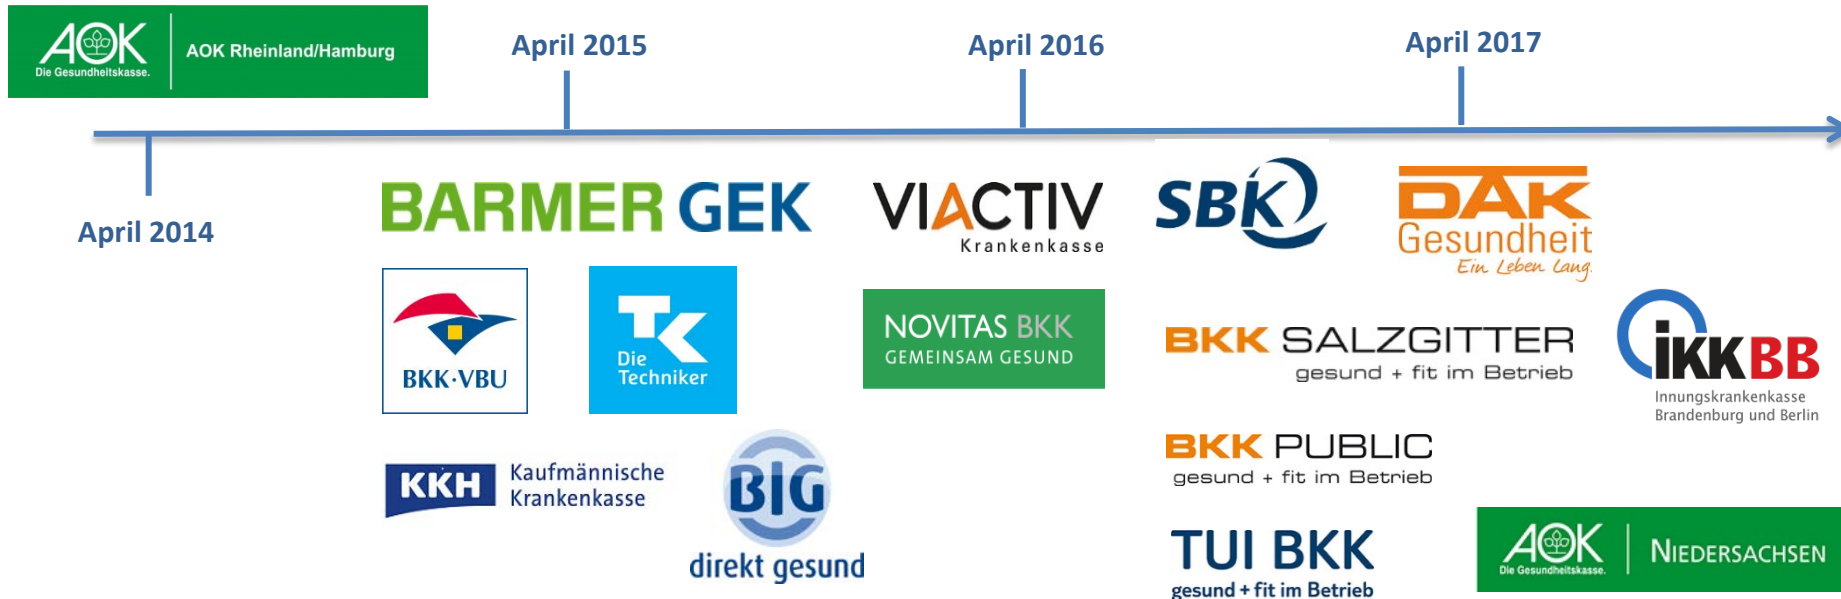 AOK
Die Gesundheitskasse.
AOK Rheinland/Hamburg
April 2015
April 2016
April 2017
April 2014
BARMER GEK
VIACTIV
Krankenkasse
SBK
DAK
Gesundheit
Ein Leben lang.
BKK·VBU
TK
Die
Techniker
NOVITAS BKK
GEMEINSAM GESUND
BKK SALZGITTER
gesund + fit im Betrieb
IKK BB
Innungskrankenkasse
Brandenburg und Berlin
KKH
Kaufmännische
Krankenkasse
BIG
direkt gesund
BKK PUBLIC
gesund + fit im Betrieb
TUI BKK
gesund + fit im Betrieb
AOK
Die Gesundheitskasse.
NIEDERSACHSEN